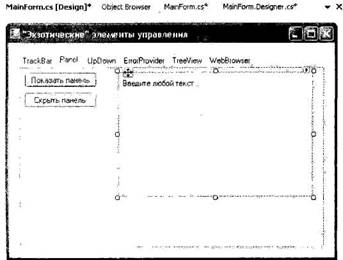 MainForm.cs [Design]* Object Browser MainForm.cs* MainForm.Designer.cs*
"Экзотические" элементы управления
TrackBar Panel UpDown ErrorProvider TreeView WebBrowser
Показать панель
Введите любой текст...
Скрыть панель